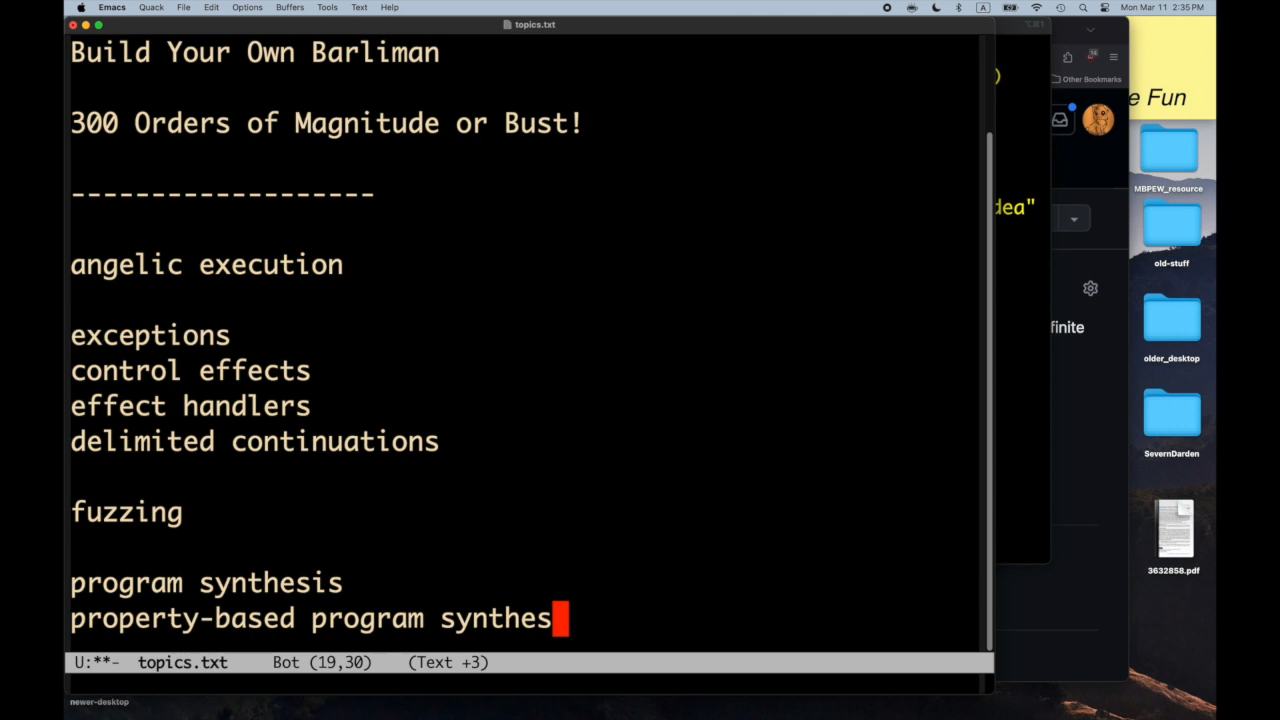 Emacs Quack File Edit Options Buffers Tools Text Help
A
Mon Mar 11 2:35 PM
topics.txt
⌥⌘1
Build Your Own Barliman
300 Orders of Magnitude or Bust!
-------------------
angelic execution
exceptions
control effects
effect handlers
delimited continuations
fuzzing
program synthesis
property-based program synthes
U:**- topics.txt Bot (19,30) (Text +3)
newer-desktop
)
dea"
Other Bookmarks
finite
e Fun
MBPEW_resource
old-stuff
older_desktop
SevernDarden
3632858.pdf